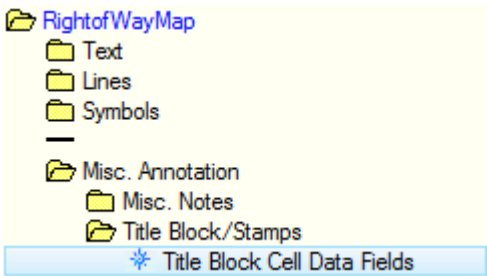 RightofWayMap
Text
Lines
Symbols
Misc. Annotation
Misc. Notes
Title Block/Stamps
Title Block Cell Data Fields